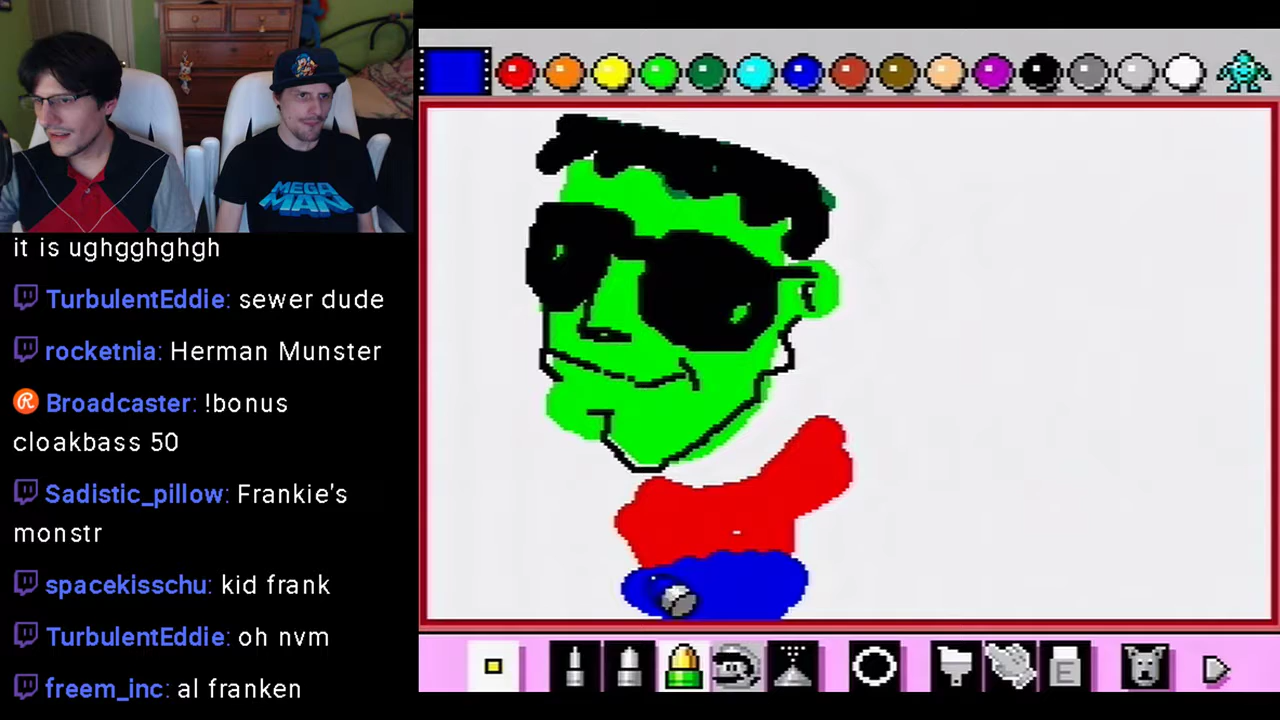 MEGA
MAN
it is ughgghghgh
TurbulentEddie: sewer dude
rocketnia: Herman Munster
Broadcaster: !bonus
cloakbass 50
Sadistic_pillow: Frankie's
monstr
spacekisschu: kid frank
TurbulentEddie: oh nvm
freem_inc: al franken
E